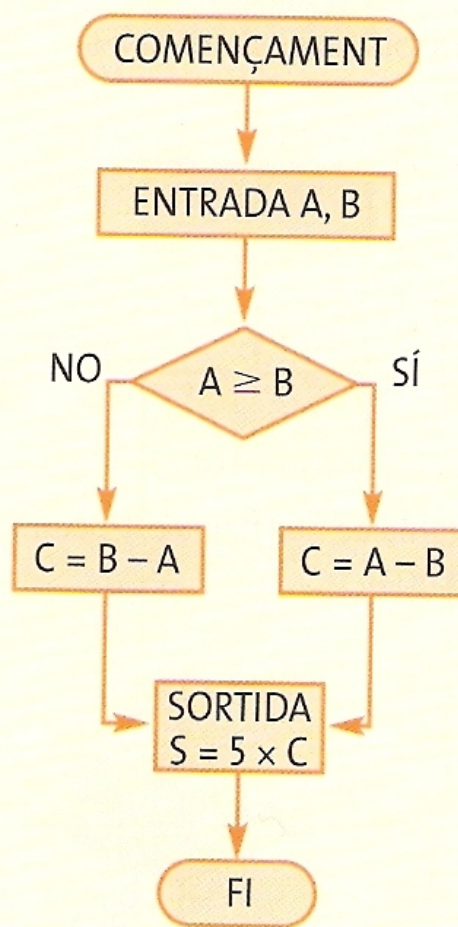 COMENÇAMENT
ENTRADA A, B
A ≥ B
NO
SÍ
C = B – A
C = A – B
SORTIDA
S = 5 × C
FI